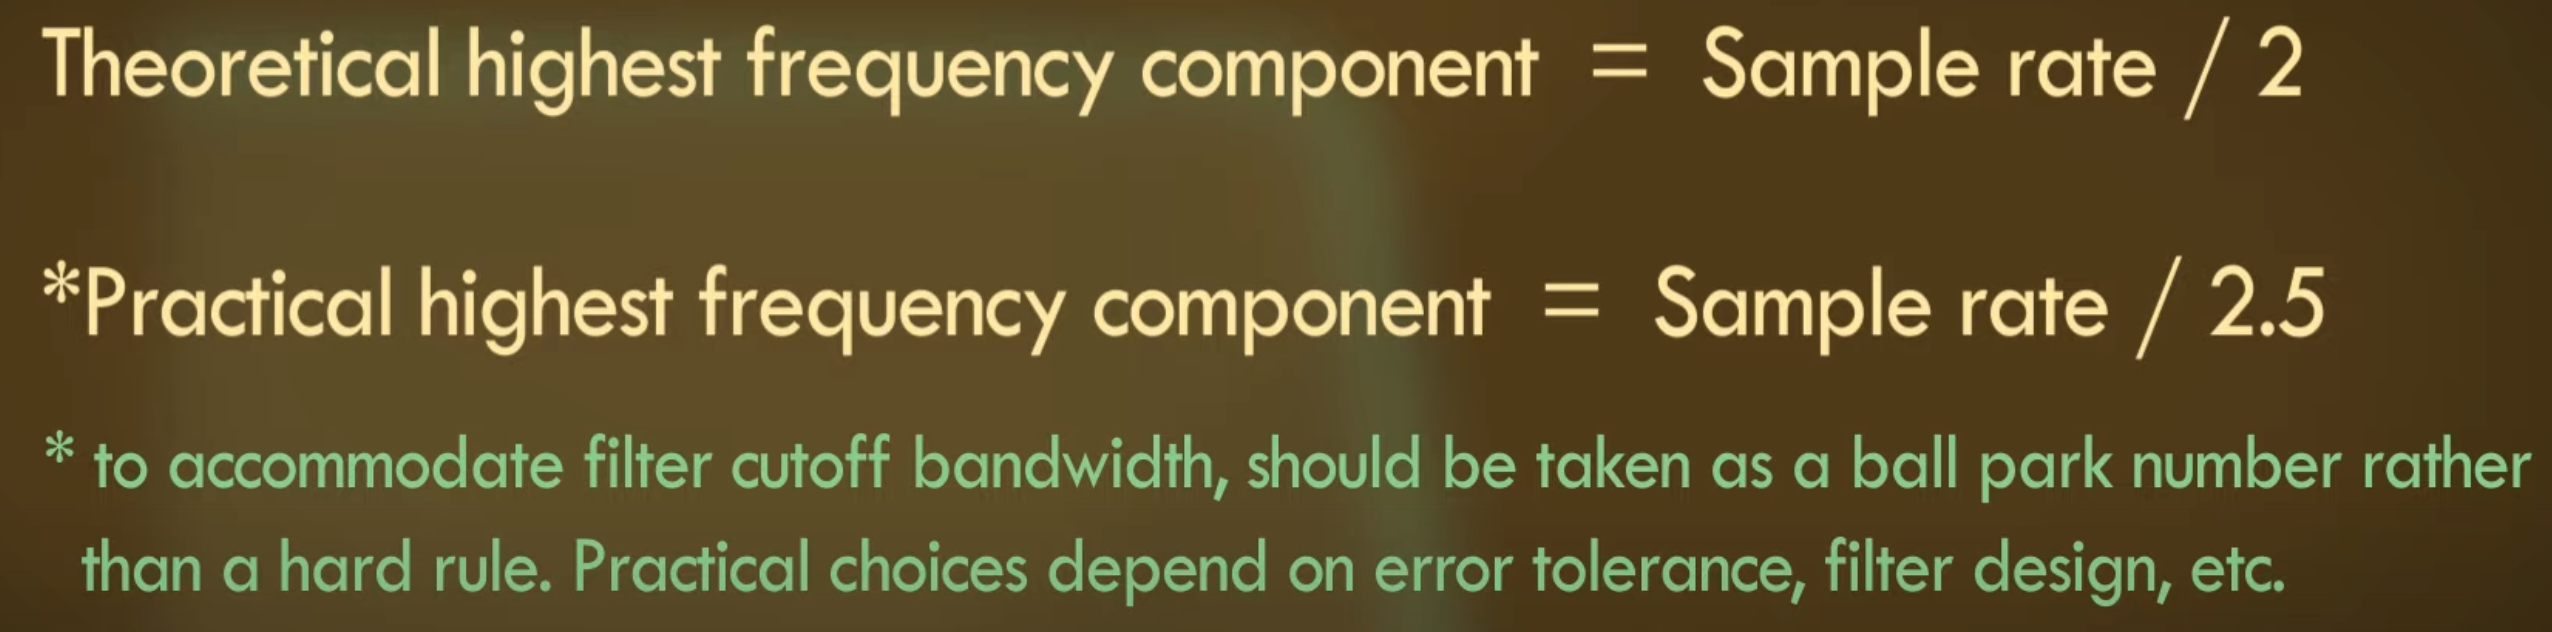 Theoretical highest frequency component = Sample rate / 2
*Practical highest frequency component = Sample rate / 2.5
* to accommodate filter cutoff bandwidth, should be taken as a ball park number rather
than a hard rule. Practical choices depend on error tolerance, filter design, etc.